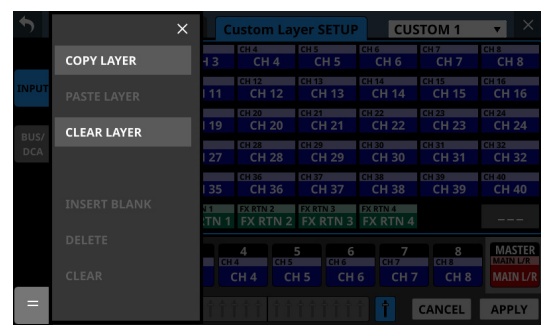 × Custom Layer SETUP CUSTOM 1 ▼ ×
COPY LAYER
PASTE LAYER
CLEAR LAYER
INSERT BLANK
DELETE
CLEAR
INPUT
BUS/
DCA
CH 4 CH 5 CH 6 CH 7 CH 8
H 3 CH 4 CH 5 CH 6 CH 7 CH 8
CH 12 CH 13 CH 14 CH 15 CH 16
11 CH 12 CH 13 CH 14 CH 15 CH 16
CH 20 CH 21 CH 22 CH 23 CH 24
19 CH 20 CH 21 CH 22 CH 23 CH 24
CH 28 CH 29 CH 30 CH 31 CH 32
27 CH 28 CH 29 CH 30 CH 31 CH 32
CH 36 CH 37 CH 38 CH 39 CH 40
35 CH 36 CH 37 CH 38 CH 39 CH 40
N 1 FX RTN 2 FX RTN 3 FX RTN 4
TN 1 FX RTN 2 FX RTN 3 FX RTN 4 ---
4 5 6 7 8 MASTER
CH 4 CH 5 CH 6 CH 7 CH 8 MAIN L/R
CH 4 CH 5 CH 6 CH 7 CH 8 MAIN L/R
CANCEL APPLY